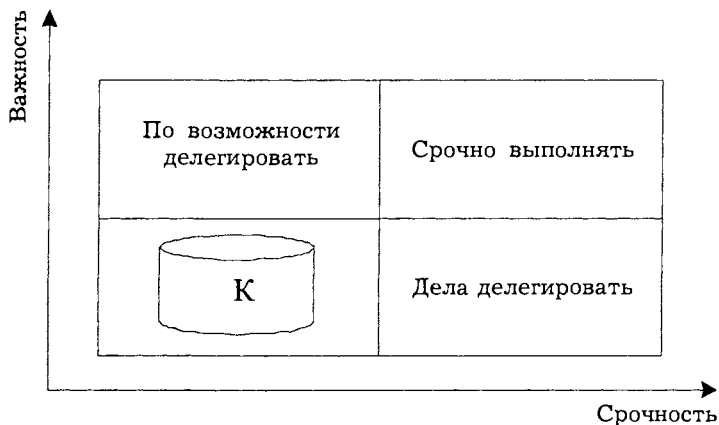 Важность
По возможности
делегировать
Срочно выполнять
К
Дела делегировать
Срочность